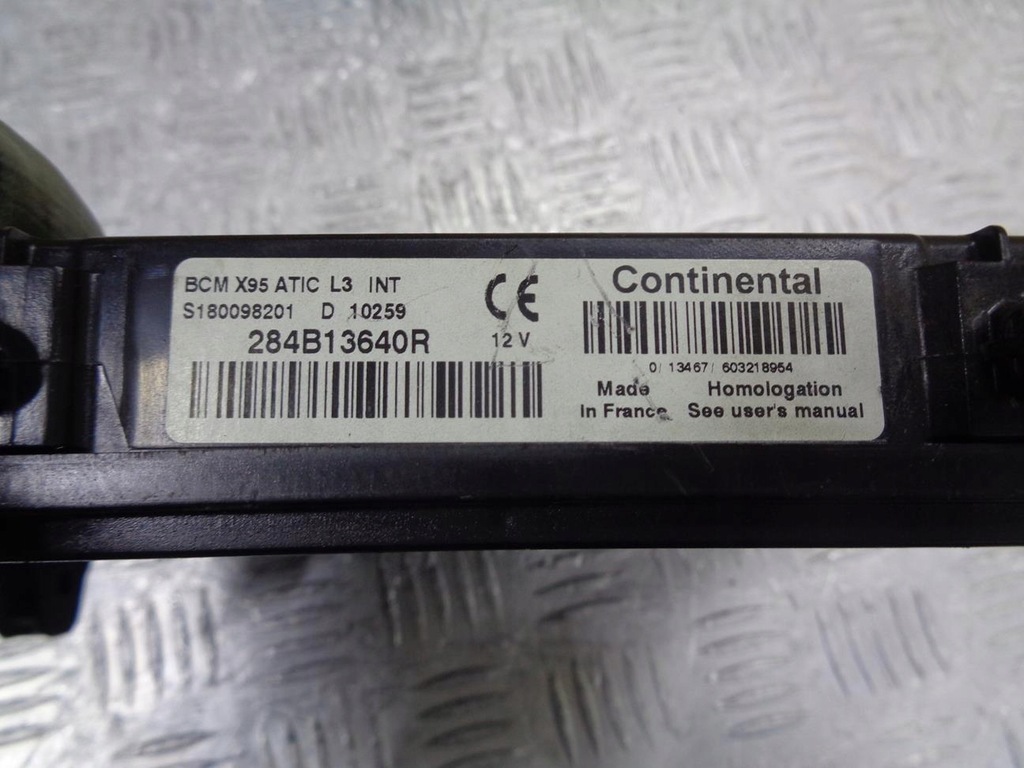 BCM X95 ATIC L3 INT
S180098201 D 10259
284B13640R
CE
12 V
Continental
0/ 13467/ 603218954
Made In France
Homologation See user's manual